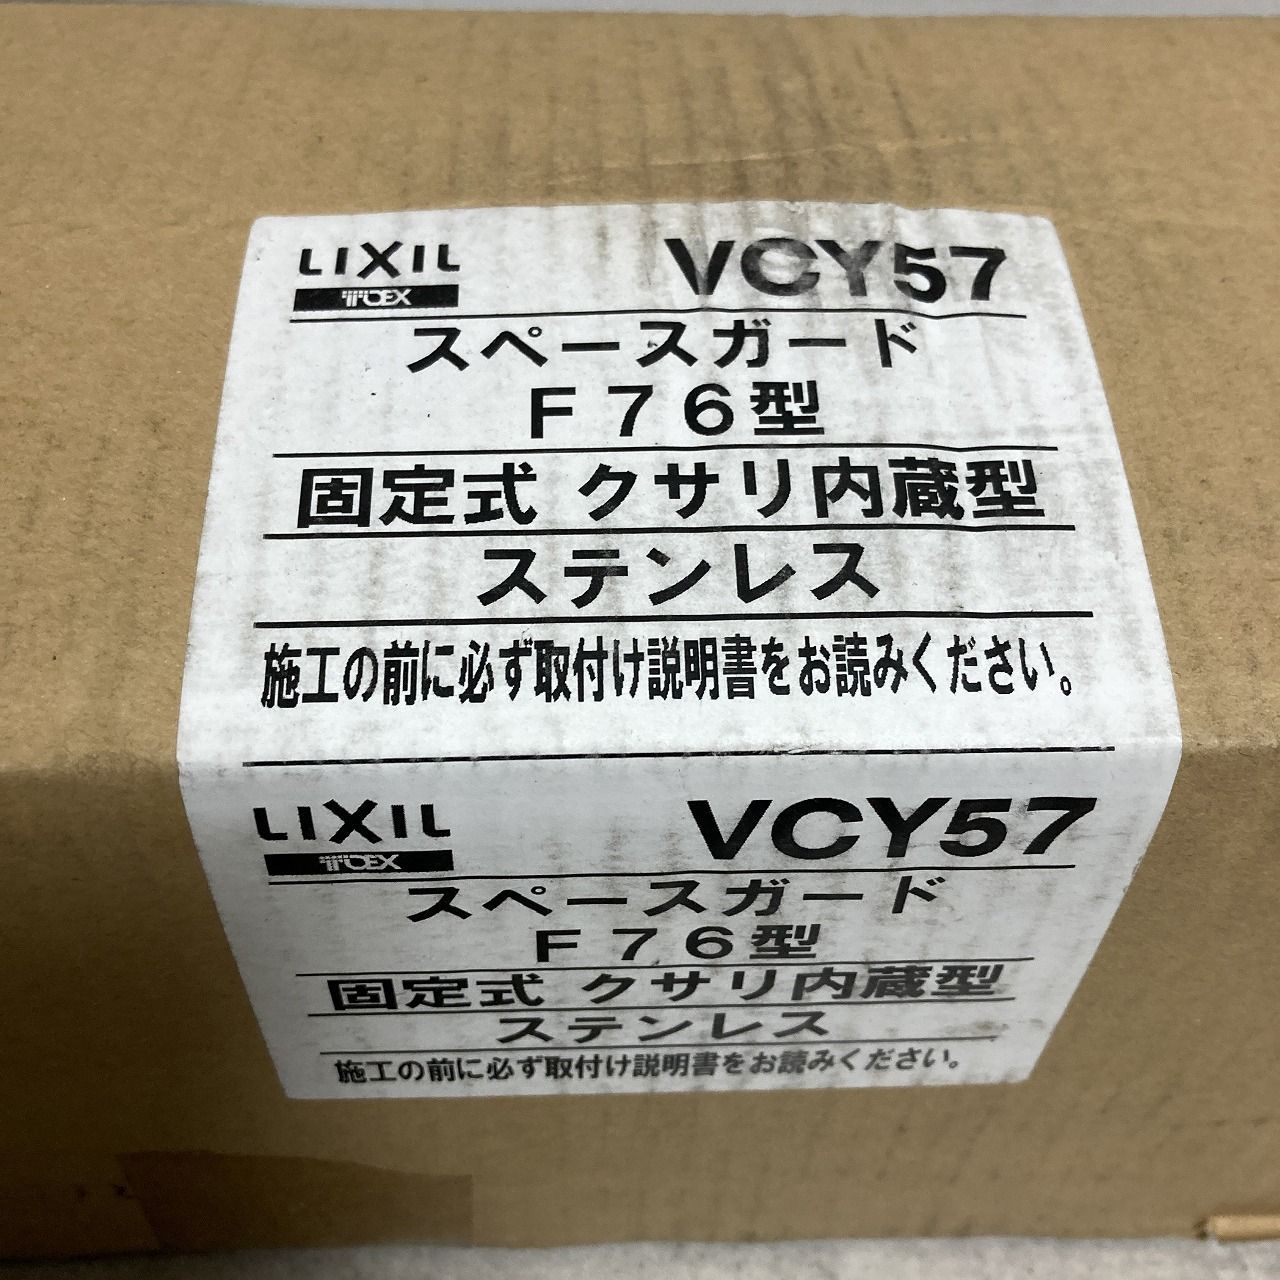 LIXIL VCY57
TOEX
スペースガード
F76型
固定式 クサリ内蔵型
ステンレス
施工の前に必ず取付け説明書をお読みください。
LIXIL VCY57
TOEX
スペースガード
F76型
固定式 クサリ内蔵型
ステンレス
施工の前に必ず取付け説明書をお読みください。